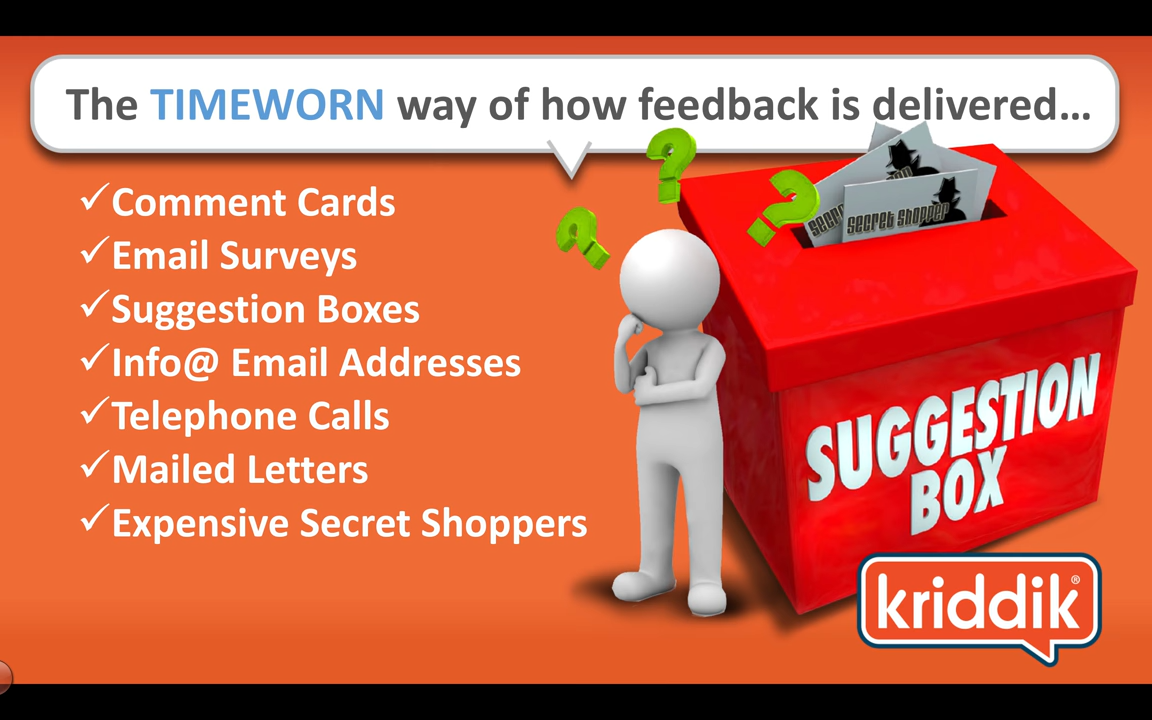 The TIMEWORN way of how feedback is delivered...
✓Comment Cards
✓Email Surveys
✓Suggestion Boxes
✓Info@ Email Addresses
✓Telephone Calls
✓Mailed Letters
✓Expensive Secret Shoppers
SECRET SHOPPER
SUGGESTION
BOX
kriddik®